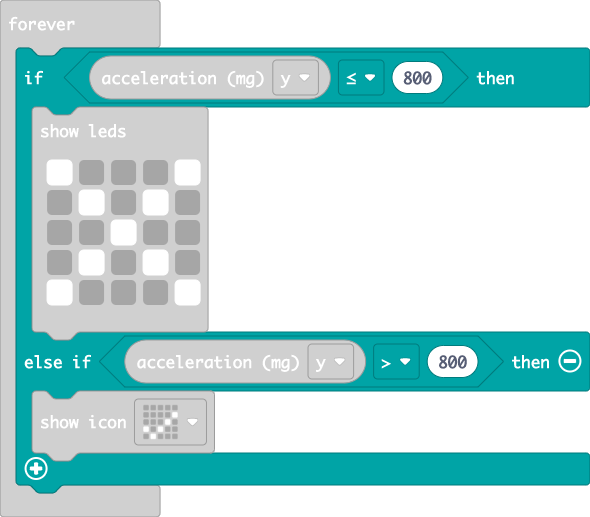 forever
if acceleration (mg) y ≤ 800 then
show leds
else if acceleration (mg) y > 800 then
show icon